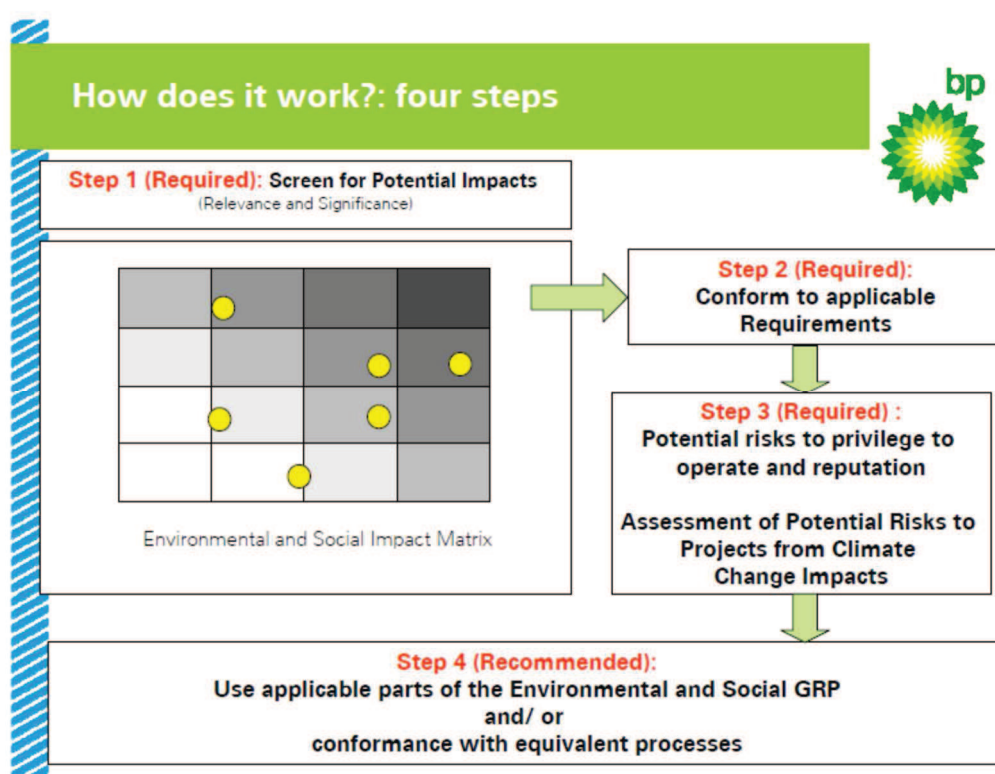 How does it work?: four steps
bp
Step 1 (Required): Screen for Potential Impacts
(Relevance and Significance)
Environmental and Social Impact Matrix
Step 2 (Required):
Conform to applicable
Requirements
Step 3 (Required) :
Potential risks to privilege to
operate and reputation
Assessment of Potential Risks to
Projects from Climate
Change Impacts
Step 4 (Recommended):
Use applicable parts of the Environmental and Social GRP
and/ or
conformance with equivalent processes